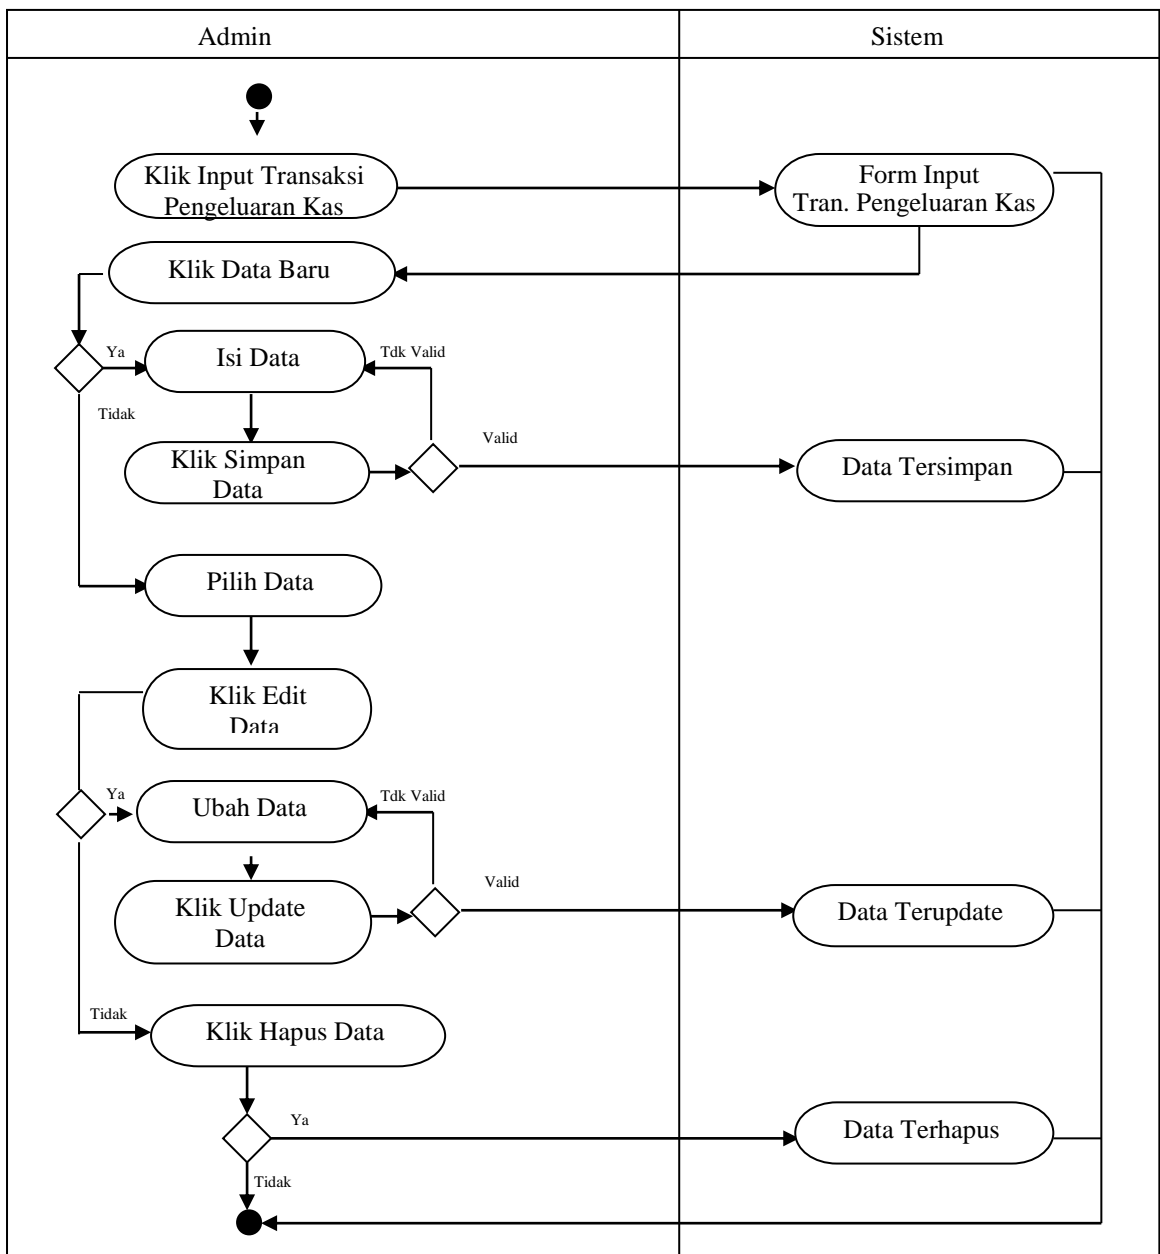 Admin
Sistem
Klik Input Transaksi
Pengeluaran Kas
Form Input
Tran. Pengeluaran Kas
Klik Data Baru
Ya
Isi Data
Tdk Valid
Tidak
Klik Simpan
Data
Valid
Data Tersimpan
Pilih Data
Klik Edit
Data
Ya
Ubah Data
Tdk Valid
Klik Update
Data
Valid
Data Terupdate
Tidak
Klik Hapus Data
Ya
Data Terhapus
Tidak